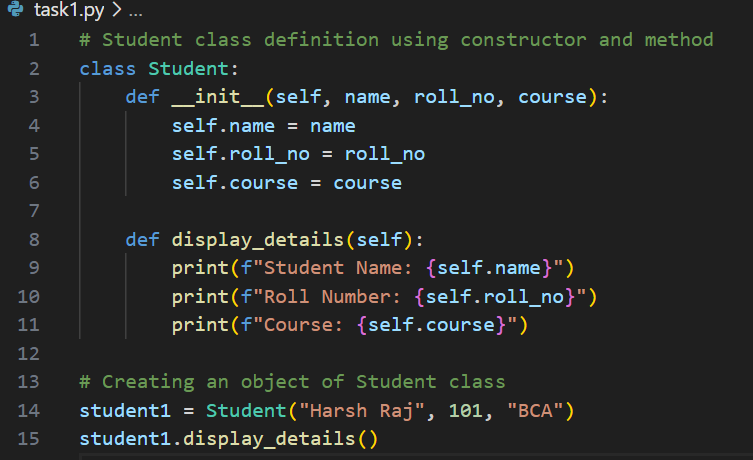 task1.py > ...
1 # Student class definition using constructor and method
2 class Student:
3     def __init__(self, name, roll_no, course):
4         self.name = name
5         self.roll_no = roll_no
6         self.course = course
7
8     def display_details(self):
9         print(f"Student Name: {self.name}")
10         print(f"Roll Number: {self.roll_no}")
11         print(f"Course: {self.course}")
12
13 # Creating an object of Student class
14 student1 = Student("Harsh Raj", 101, "BCA")
15 student1.display_details()